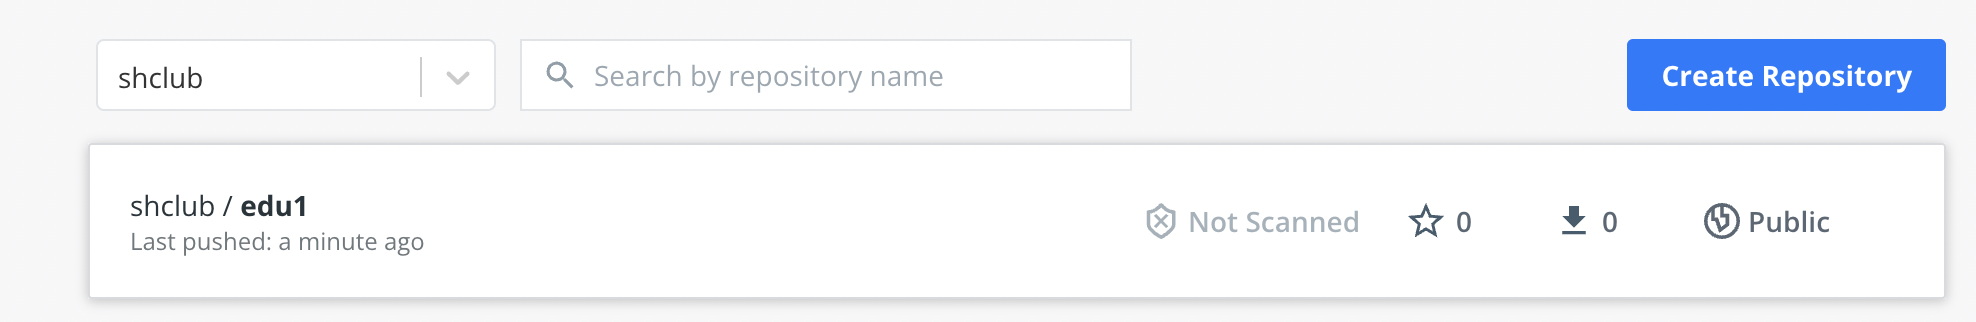 shclub
Search by repository name
Create Repository
shclub / edu1
Last pushed: a minute ago
Not Scanned
0
0
Public